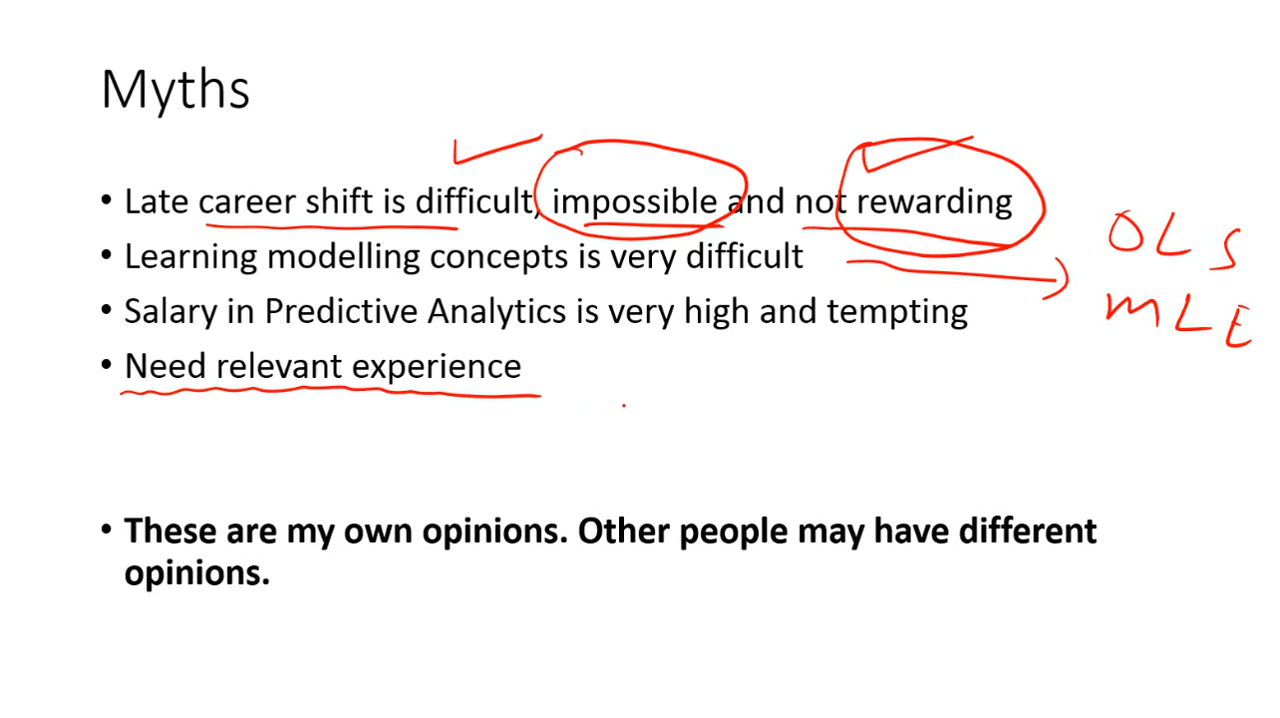 Myths
• Late career shift is difficult, impossible and not rewarding
• Learning modelling concepts is very difficult
• Salary in Predictive Analytics is very high and tempting
• Need relevant experience
OLS
MLE
• These are my own opinions. Other people may have different
opinions.